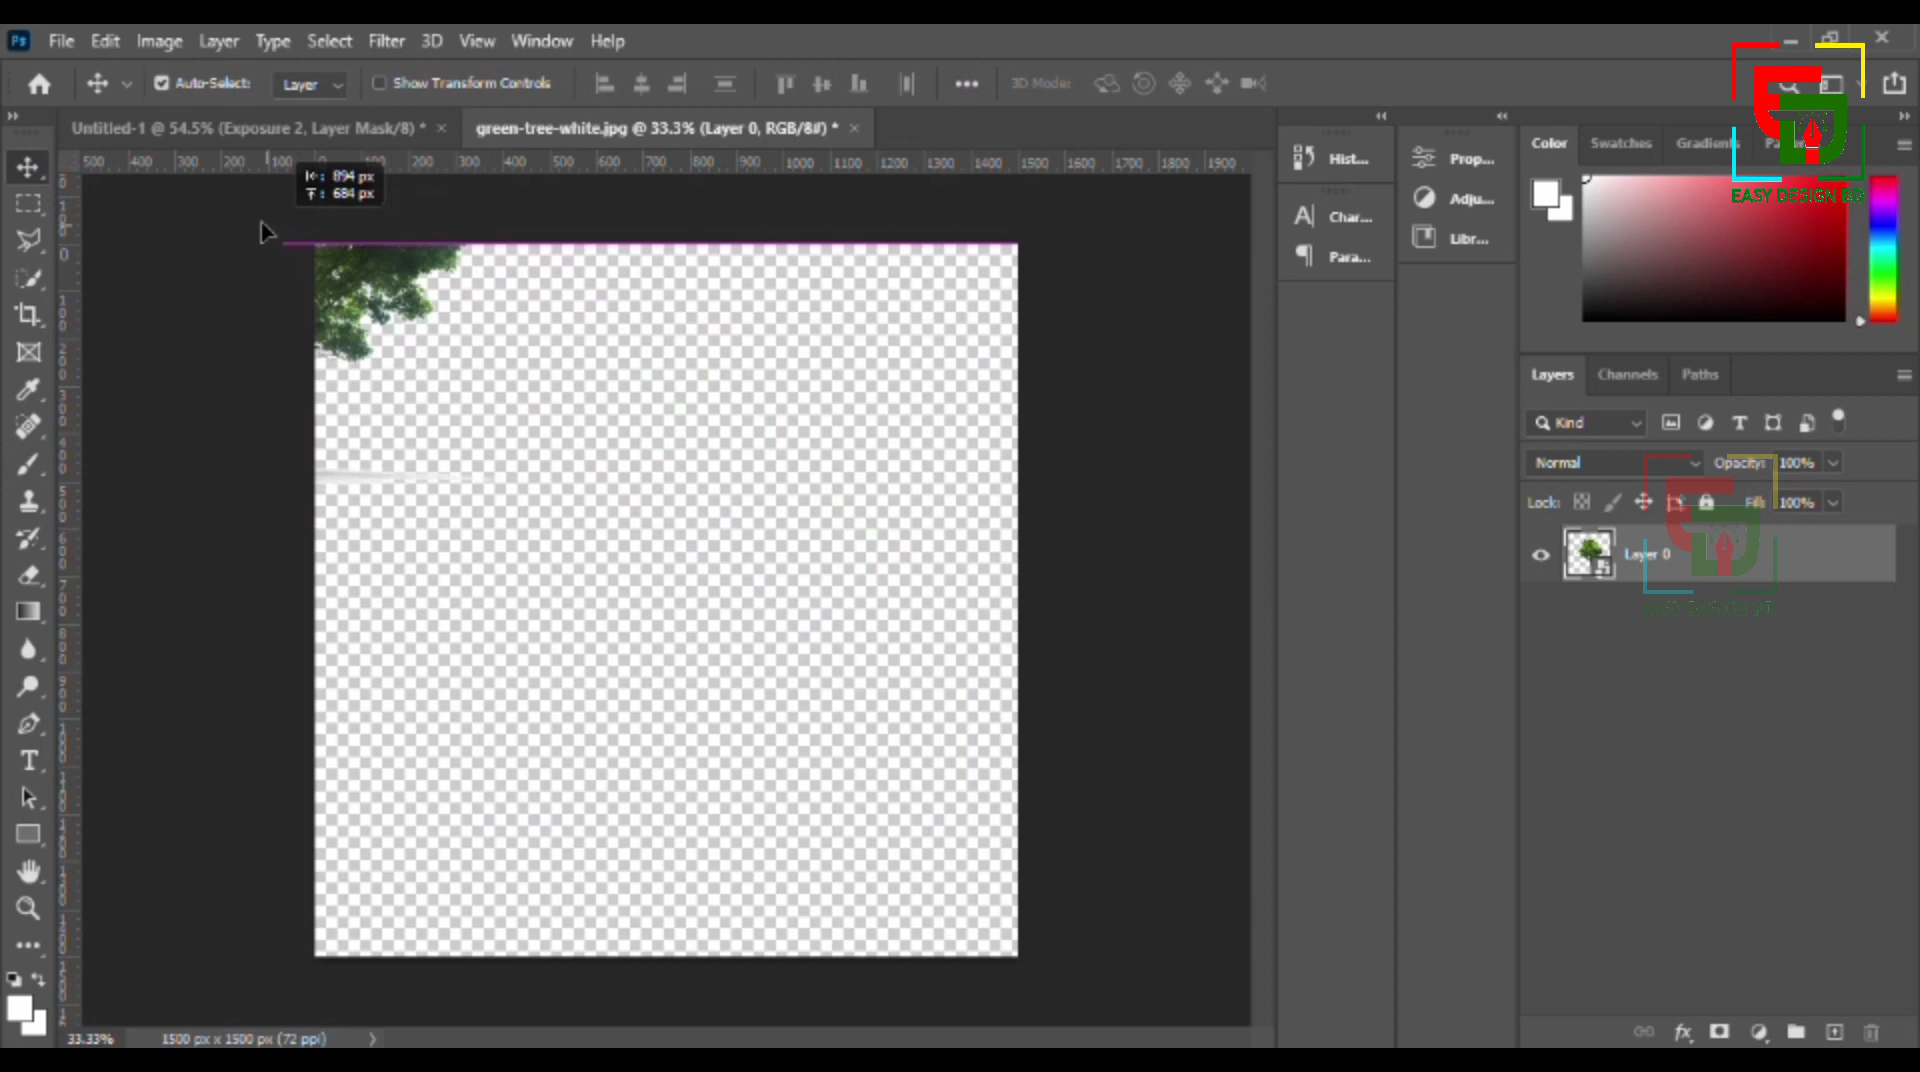 Ps File Edit Image Layer Type Select Filter 3D View Window Help
Auto-Select: Layer Show Transform Controls 3D Mode:
Untitled-1 @ 54.5% (Exposure 2, Layer Mask/8) * × green-tree-white.jpg @ 33.3% (Layer 0, RGB/8#) * ×
500 400 300 200 100 0 100 200 300 400 500 600 700 800 900 1000 1100 1200 1300 1400 1500 1600 1700 1800 1900
894 px
684 px
Hist...
Char...
Para...
Prop...
Adju...
Libr...
Color Swatches Gradients
EASY DESIGN BD
Layers Channels Paths
Kind
Normal Opacity: 100%
Lock: Fill: 100%
Layer 0
EASY DESIGN BD
33.33% 1500 px x 1500 px (72 ppi)